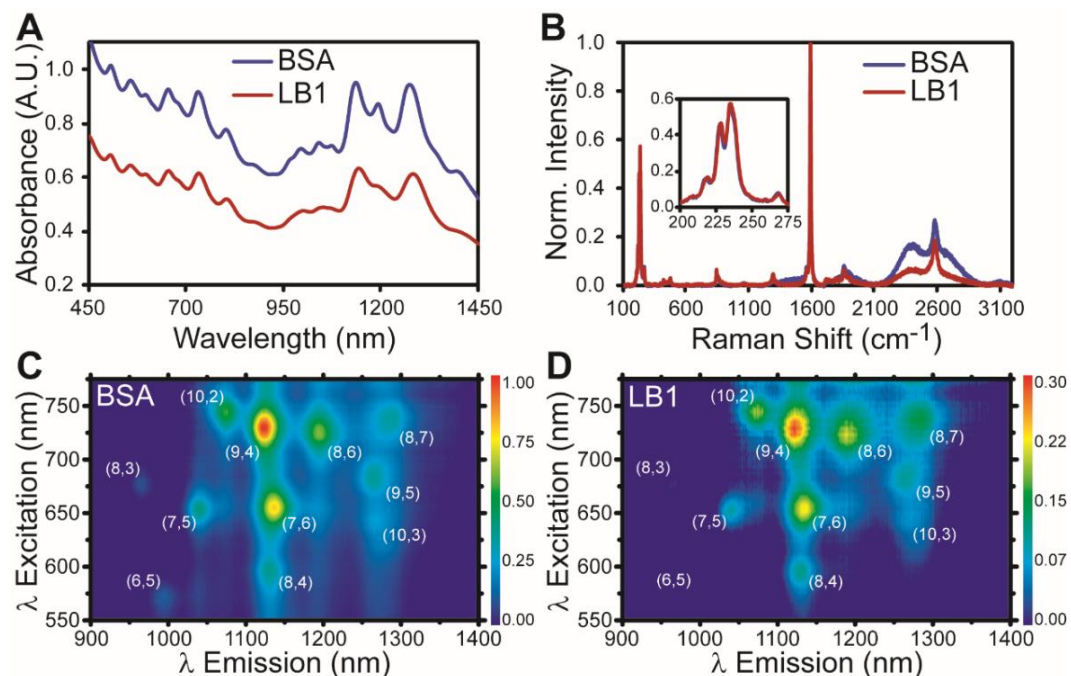 A
Absorbance (A.U.)
1.0
0.8
0.6
0.4
0.2
BSA
LB1
450 700 950 1200 1450
Wavelength (nm)
B
Norm. Intensity
1.0
0.8
0.6
0.4
0.2
0.0
BSA
LB1
0.6
0.4
0.2
0.0
200 225 250 275
100 600 1100 1600 2100 2600 3100
Raman Shift (cm-1)
C
λ Excitation (nm)
750
700
650
600
550
BSA
(10,2)
(9,4)
(8,6)
(8,7)
(8,3)
(9,5)
(7,5)
(7,6)
(10,3)
(6,5)
(8,4)
900 1000 1100 1200 1300 1400
λ Emission (nm)
1.00
0.75
0.50
0.25
0.00
D
λ Excitation (nm)
750
700
650
600
550
LB1
(10,2)
(9,4)
(8,6)
(8,7)
(8,3)
(9,5)
(7,5)
(7,6)
(10,3)
(6,5)
(8,4)
900 1000 1100 1200 1300 1400
λ Emission (nm)
0.30
0.22
0.15
0.07
0.00